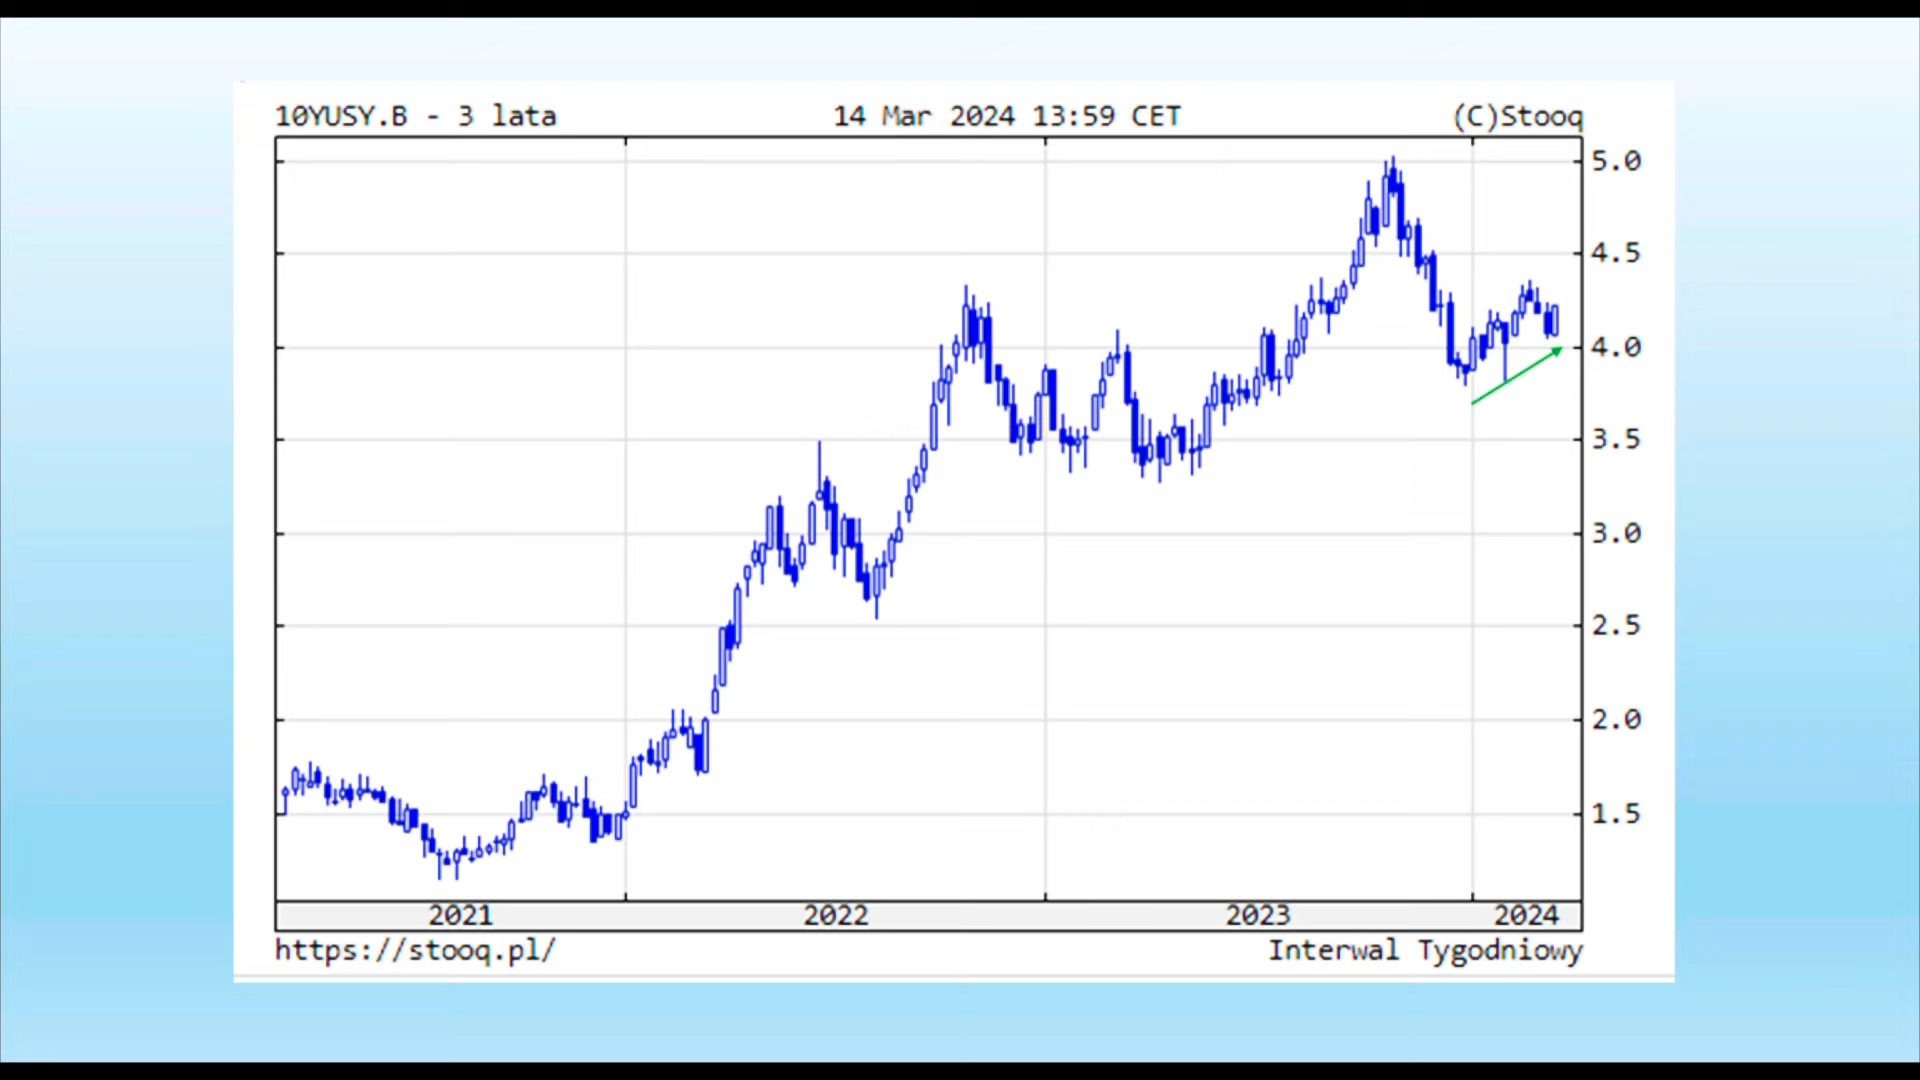 10YUSY.B - 3 lata 14 Mar 2024 13:59 CET (C)Stooq
5.0
4.5
4.0
3.5
3.0
2.5
2.0
1.5
2021 2022 2023 2024
https://stooq.pl/ Interwal Tygodniowy